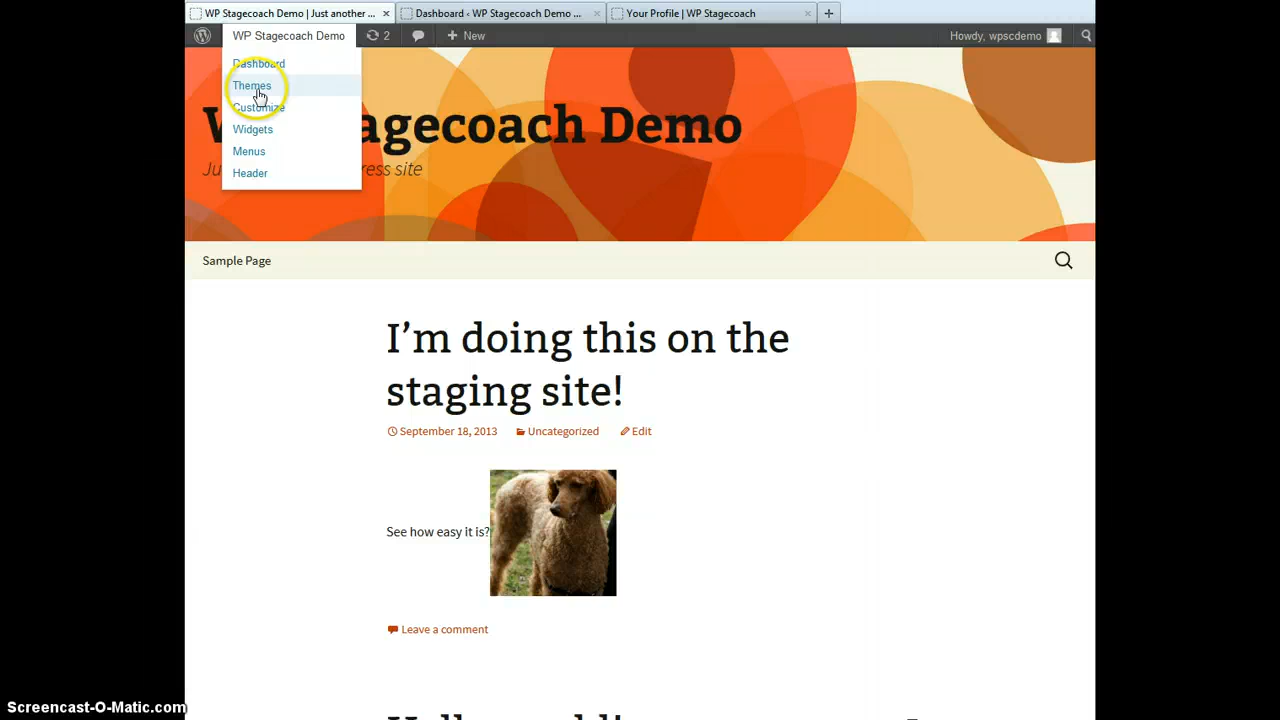 WP Stagecoach Demo | Just another ...
Dashboard ‹ WP Stagecoach Demo ...
Your Profile | WP Stagecoach
WP Stagecoach Demo
2
New
Howdy, wpscdemo
Dashboard
Themes
Customize
Widgets
Menus
Header
Stagecoach Demo
site
Sample Page
I’m doing this on the
staging site!
September 18, 2013
Uncategorized
Edit
See how easy it is?
Leave a comment
Screencast-O-Matic.com